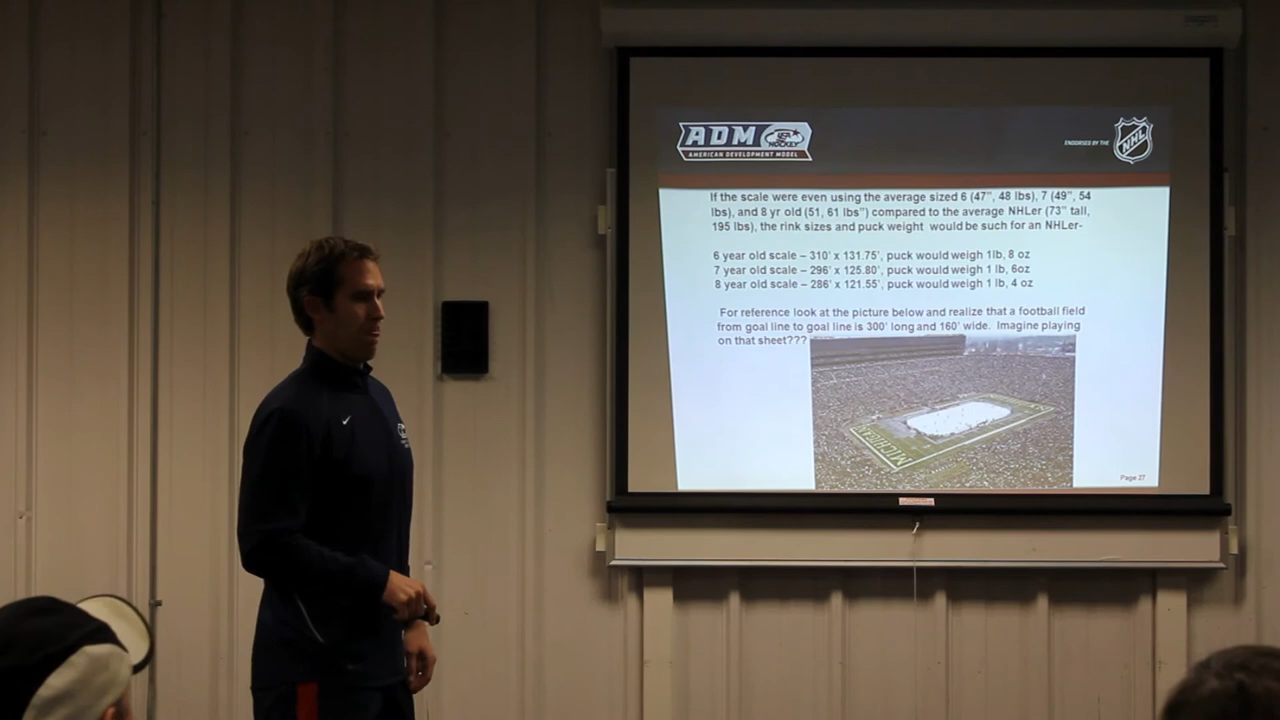 ADM
USA
HOCKEY
AMERICAN DEVELOPMENT MODEL
ENDORSED BY THE
NHL
If the scale were even using the average sized 6 (47”, 48 lbs), 7 (49”, 54
lbs), and 8 yr old (51, 61 lbs”) compared to the average NHLer (73” tall,
195 lbs), the rink sizes and puck weight would be such for an NHLer-
6 year old scale – 310’ x 131.75’, puck would weigh 1lb, 8 oz
7 year old scale – 296’ x 125.80’, puck would weigh 1 lb, 6oz
8 year old scale – 286’ x 121.55’, puck would weigh 1 lb, 4 oz
For reference look at the picture below and realize that a football field
from goal line to goal line is 300’ long and 160’ wide. Imagine playing
on that sheet???
MICHIGAN
Page 27